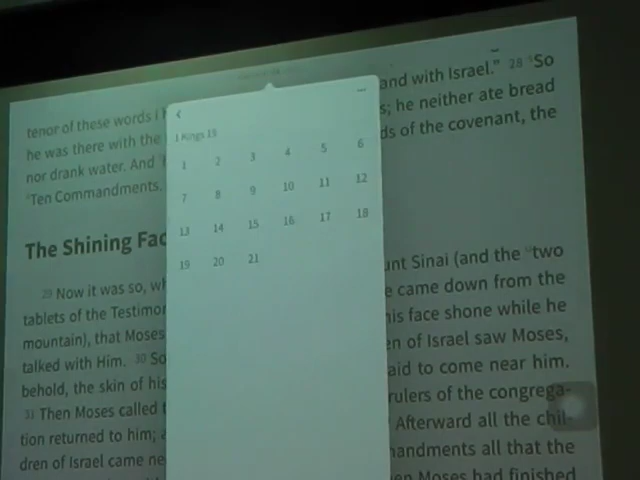 tenor of these words I
and with Israel." 28 So
he was there with the
s; he neither ate bread
nor drank water. And
ds of the covenant, the
Ten Commandments.
The Shining Fac
29 Now it was so, wh
unt Sinai (and the two
tablets of the Testimon
e came down from the
mountain), that Moses
his face shone while he
talked with Him. 30 So
en of Israel saw Moses,
behold, the skin of his
aid to come near him.
31 Then Moses called t
rulers of the congrega-
tion returned to him; a
Afterward all the chil-
dren of Israel came ne
mandments all that the
en Moses had finished
1 Kings 19
1 2 3 4 5 6
7 8 9 10 11 12
13 14 15 16 17 18
19 20 21